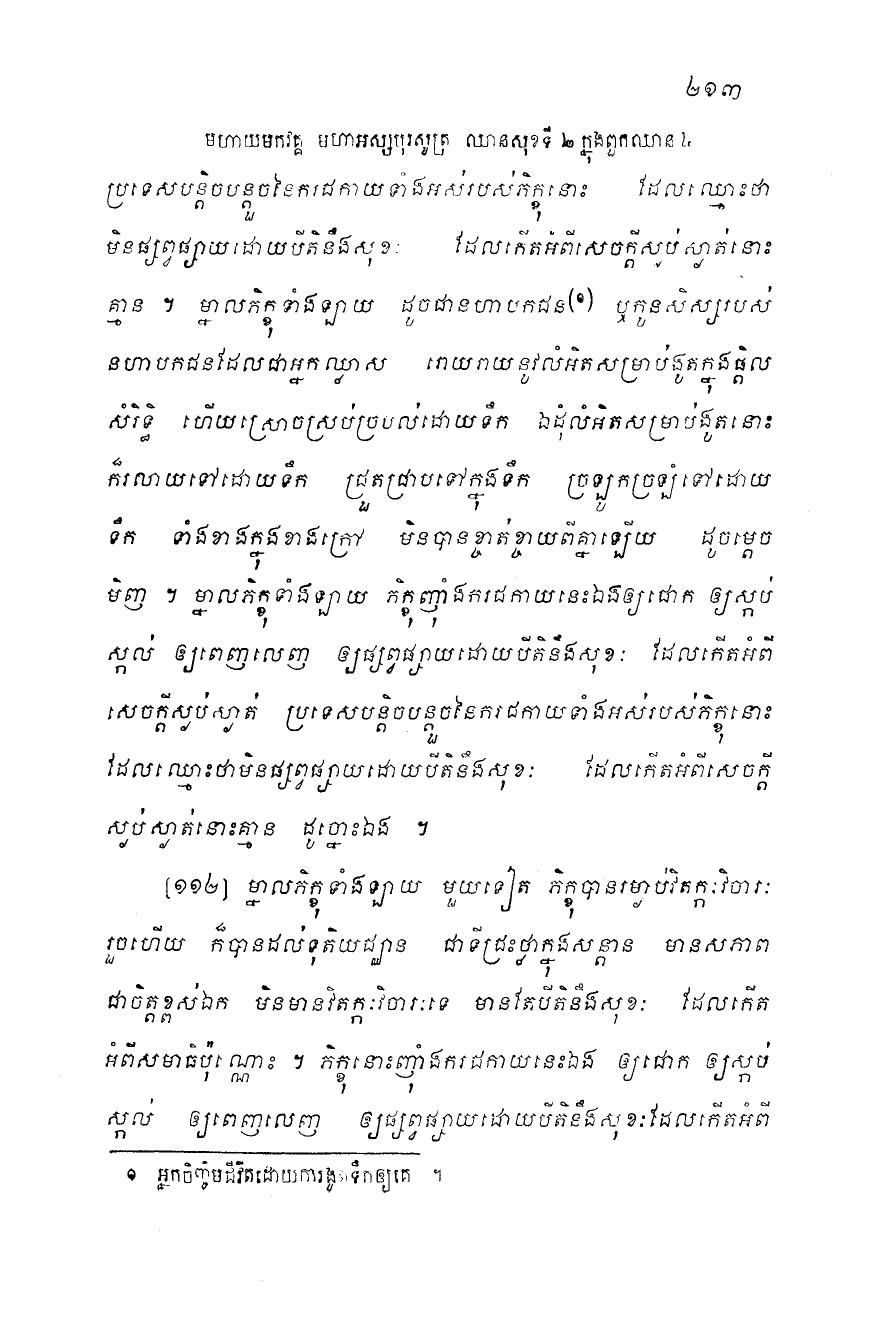 ២១៣
មហាយមកវគ្គ មហាអស្សបុរសូត្រ ឈានសុខទី ២ ក្នុងពួកឈាន ៤
ប្រទេសបន្តិចបន្តួចនៃករជកាយទាំងអស់របស់ភិក្ខុនោះ ដែលឈ្មោះថា
មិនផ្សព្វផ្សាយដោយបីតិនឹងសុខៈ ដែលកើតអំពីសេចក្តីស្ងប់ស្ងាត់នោះ
គ្មាន ។ ម្នាលភិក្ខុទាំងឡាយ ដូចជានហាបកជន(១) ឬកូនសិស្សរបស់
នហាបកជនដែលជាអ្នកឈ្លាស រោយរាយនូវលំអិតសម្រាប់ងូតក្នុងផ្តិល
សំរិទ្ធិ ហើយស្រោចស្រប់ច្របល់ដោយទឹក ឯដុំលំអិតសម្រាប់ងូតនោះ
ក៏រលាយទៅដោយទឹក ជ្រួតជ្រាបទៅក្នុងទឹក ច្រឡូកច្រឡំទៅដោយ
ទឹក ទាំងខាងក្នុងខាងក្រៅ មិនបានខ្ចាត់ខ្ចាយពីគ្នាឡើយ ដូចម្តេច
មិញ ។ ម្នាលភិក្ខុទាំងឡាយ ភិក្ខុញុំាងករជកាយនេះឯងឲ្យជោក ឲ្យស្កប់
ស្កល់ ឲ្យពេញលេញ ឲ្យផ្សព្វផ្សាយដោយបីតិនឹងសុខៈ ដែលកើតអំពី
សេចក្តីស្ងប់ស្ងាត់ ប្រទេសបន្តិចបន្តួចនៃករជកាយទាំងអស់របស់ភិក្ខុនោះ
ដែលឈ្មោះថាមិនផ្សព្វផ្សាយដោយបីតិនឹងសុខៈ ដែលកើតអំពីសេចក្តី
ស្ងប់ស្ងាត់នោះគ្មាន ដូច្នោះឯង ។
[១១២] ម្នាលភិក្ខុទាំងឡាយ មួយទៀត ភិក្ខុបានរម្ងាប់វិតក្កៈវិចារៈ
រួចហើយ ក៏បានដល់ទុតិយជ្ឈាន ជាទីជ្រះថ្លាក្នុងសន្តាន មានសភាព
ជាចិត្តខ្ពស់ឯក មិនមានវិតក្កៈវិចារៈទេ មានតែបីតិនឹងសុខៈ ដែលកើត
អំពីសមាធិប៉ុណ្ណោះ ។ ភិក្ខុនោះញុំាងករជកាយនេះឯង ឲ្យជោក ឲ្យស្កប់
ស្កល់ ឲ្យពេញលេញ ឲ្យផ្សព្វផ្សាយដោយបីតិនឹងសុខៈដែលកើតអំពី
១ អ្នកចិញ្ចឹមជីវិតដោយការងូតទឹកឲ្យគេ ។